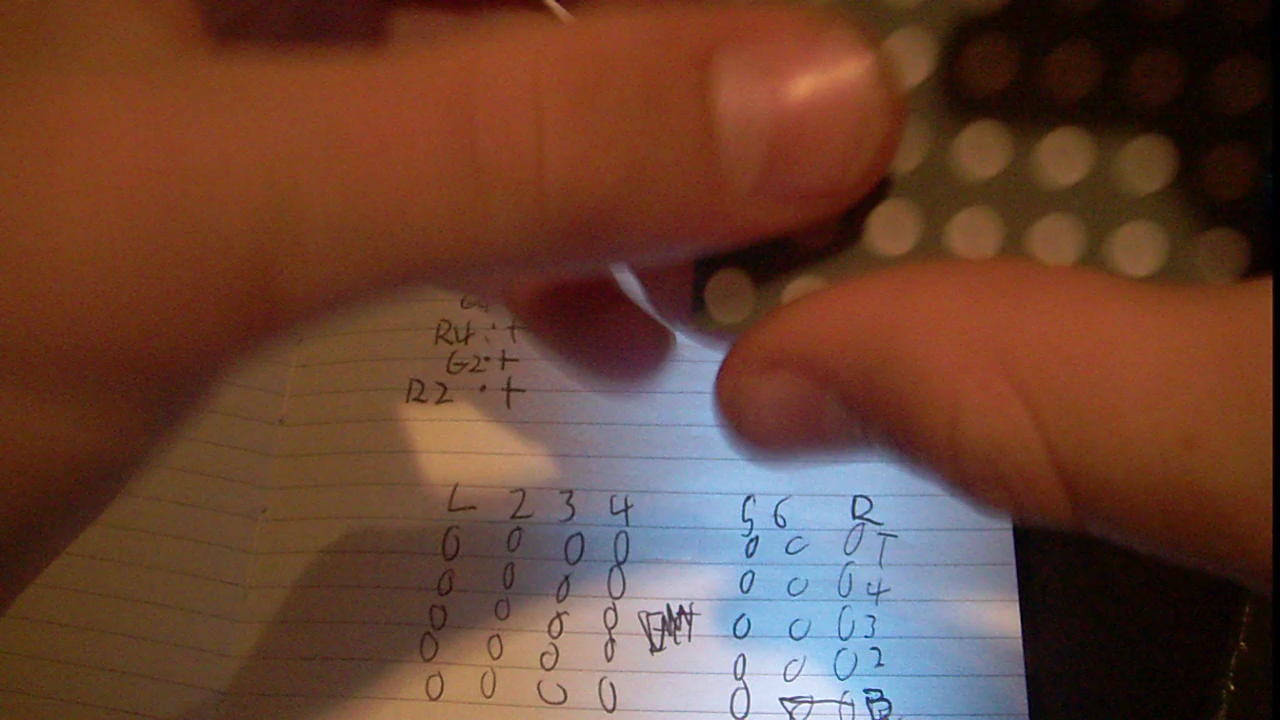 R4 : +
G2 · +
R2 · +
L 2 3 4 5 6 R
0 0 0 0 0 0 0 T
0 0 0 0 0 0 0 4
0 0 0 0 0 0 0 3
0 0 0 0 0 0 0 2
0 0 0 0 0 0 0 B